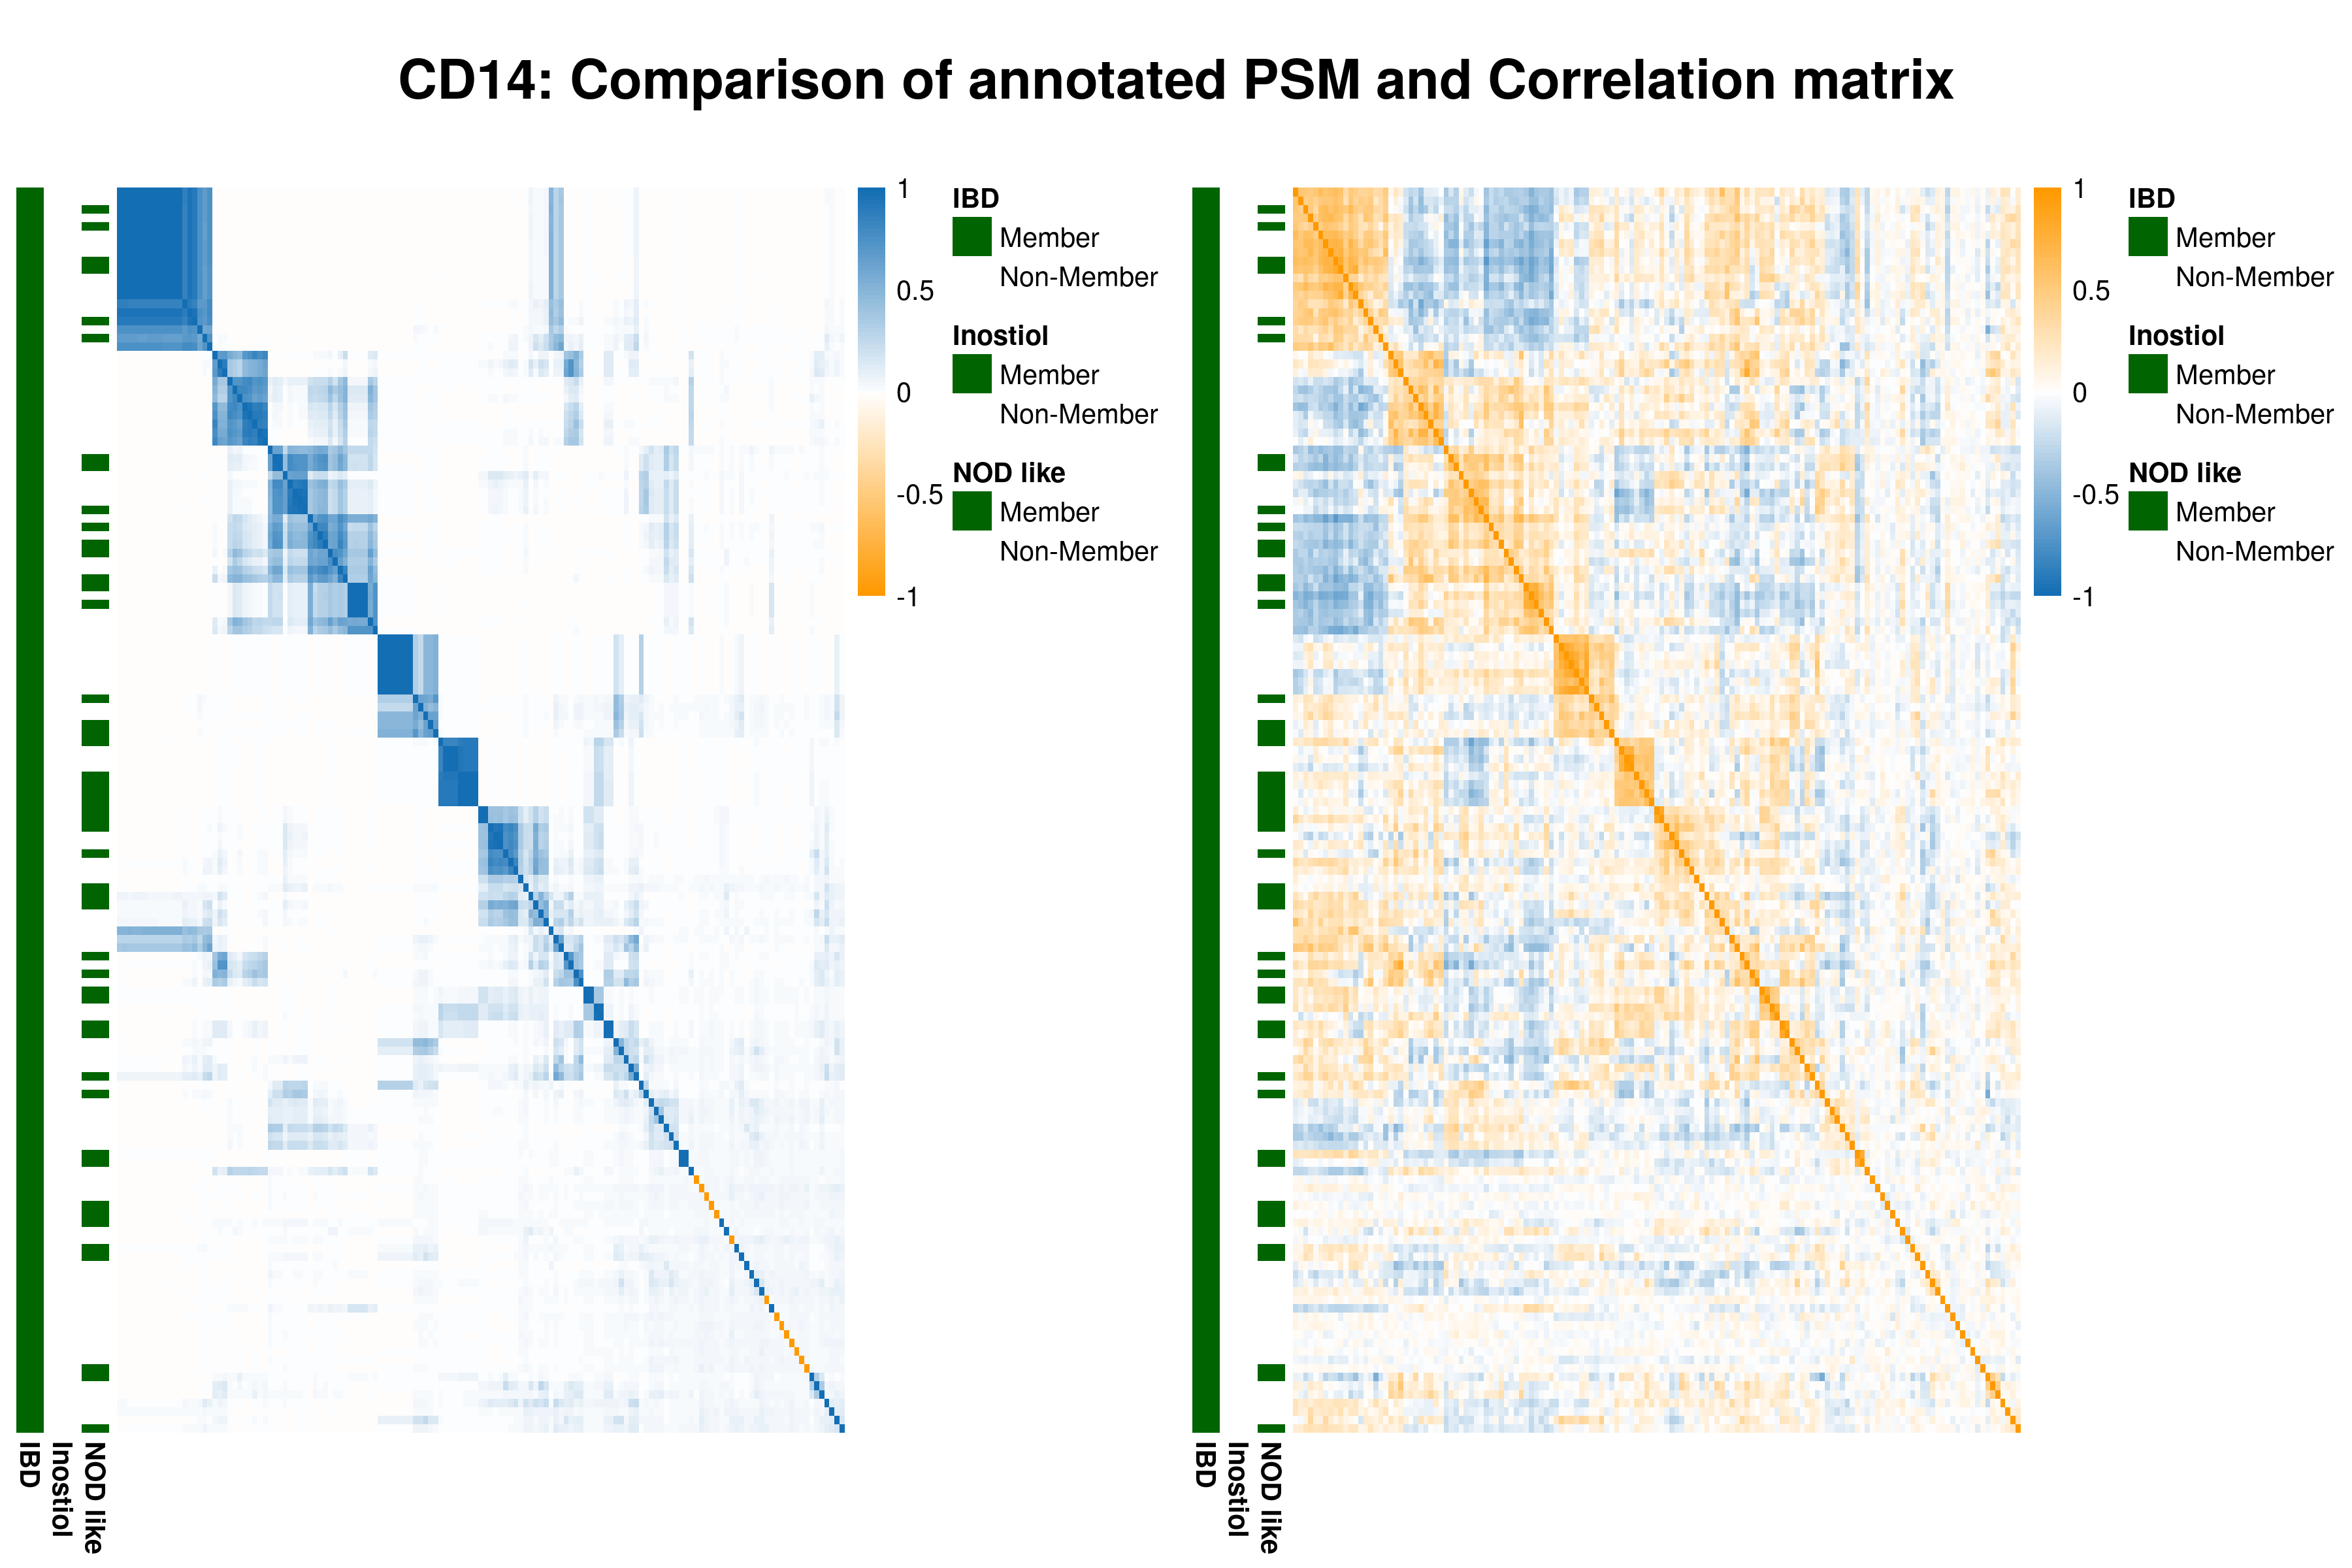 CD14: Comparison of annotated PSM and Correlation matrix
1
0.5
0
-0.5
-1
IBD
Member
Non-Member
Inostiol
Member
Non-Member
NOD like
Member
Non-Member
IBD
Inostiol
NOD like
1
0.5
0
-0.5
-1
IBD
Member
Non-Member
Inostiol
Member
Non-Member
NOD like
Member
Non-Member
IBD
Inostiol
NOD like